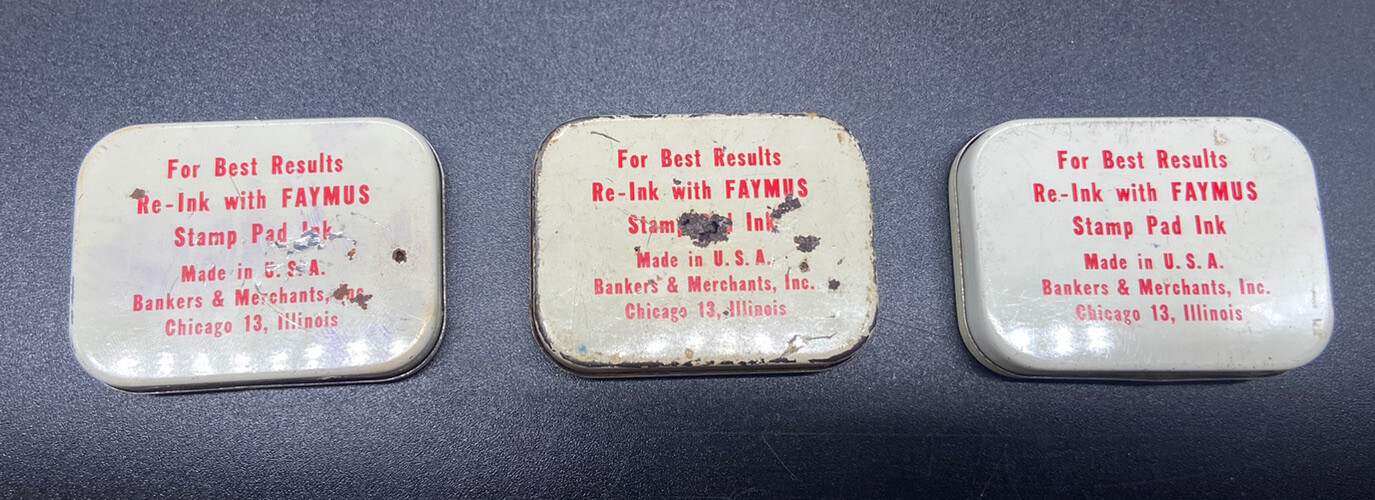 For Best Results
Re-Ink with FAYMUS
Stamp Pad Ink
Made in U. S. A.
Bankers & Merchants, Inc.
Chicago 13, Illinois
For Best Results
Re-Ink with FAYMUS
Stamp Pad Ink
Made in U. S. A.
Bankers & Merchants, Inc.
Chicago 13, Illinois
For Best Results
Re-Ink with FAYMUS
Stamp Pad Ink
Made in U. S. A.
Bankers & Merchants, Inc.
Chicago 13, Illinois